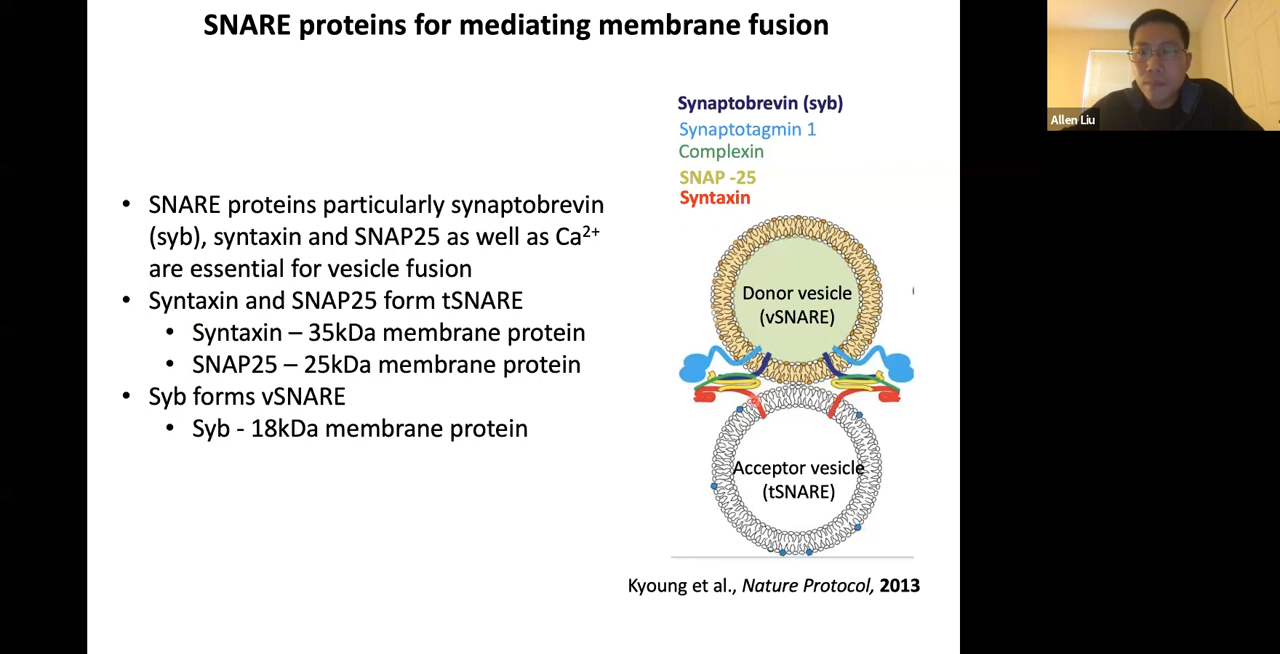 SNARE proteins for mediating membrane fusion
Allen Liu
Synaptobrevin (syb)
Synaptotagmin 1
Complexin
SNAP -25
Syntaxin
• SNARE proteins particularly synaptobrevin
(syb), syntaxin and SNAP25 as well as Ca²⁺
are essential for vesicle fusion
• Syntaxin and SNAP25 form tSNARE
• Syntaxin – 35kDa membrane protein
• SNAP25 – 25kDa membrane protein
• Syb forms vSNARE
• Syb - 18kDa membrane protein
Donor vesicle
(vSNARE)
Acceptor vesicle
(tSNARE)
Kyoung et al., Nature Protocol, 2013